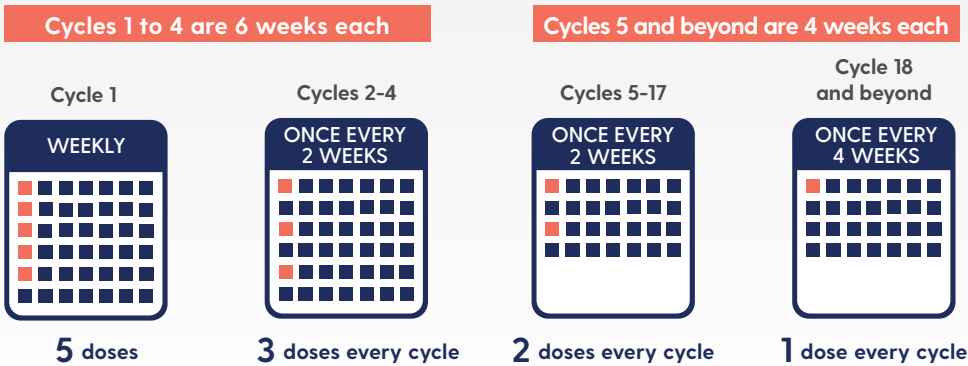 Cycles 1 to 4 are 6 weeks each
Cycles 5 and beyond are 4 weeks each
Cycle 1
Cycles 2-4
Cycles 5-17
Cycle 18
and beyond
WEEKLY
ONCE EVERY
2 WEEKS
ONCE EVERY
2 WEEKS
ONCE EVERY
4 WEEKS
5 doses
3 doses every cycle
2 doses every cycle
1 dose every cycle